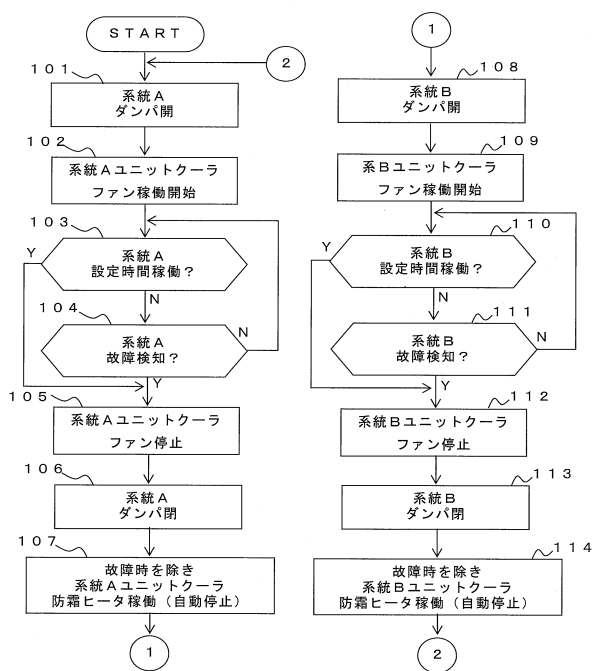 START
2
101
系統A
ダンパ開
102
系統Aユニットクーラ
ファン稼働開始
103
系統A
設定時間稼働?
Y
N
104
系統A
故障検知?
N
Y
105
系統Aユニットクーラ
ファン停止
106
系統A
ダンパ閉
107
故障時を除き
系統Aユニットクーラ
防霜ヒータ稼働(自動停止)
1
1
108
系統B
ダンパ開
109
系Bユニットクーラ
ファン稼働開始
110
系統B
設定時間稼働?
Y
N
111
系統B
故障検知?
N
Y
112
系統Bユニットクーラ
ファン停止
113
系統B
ダンパ閉
114
故障時を除き
系統Bユニットクーラ
防霜ヒータ稼働(自動停止)
2